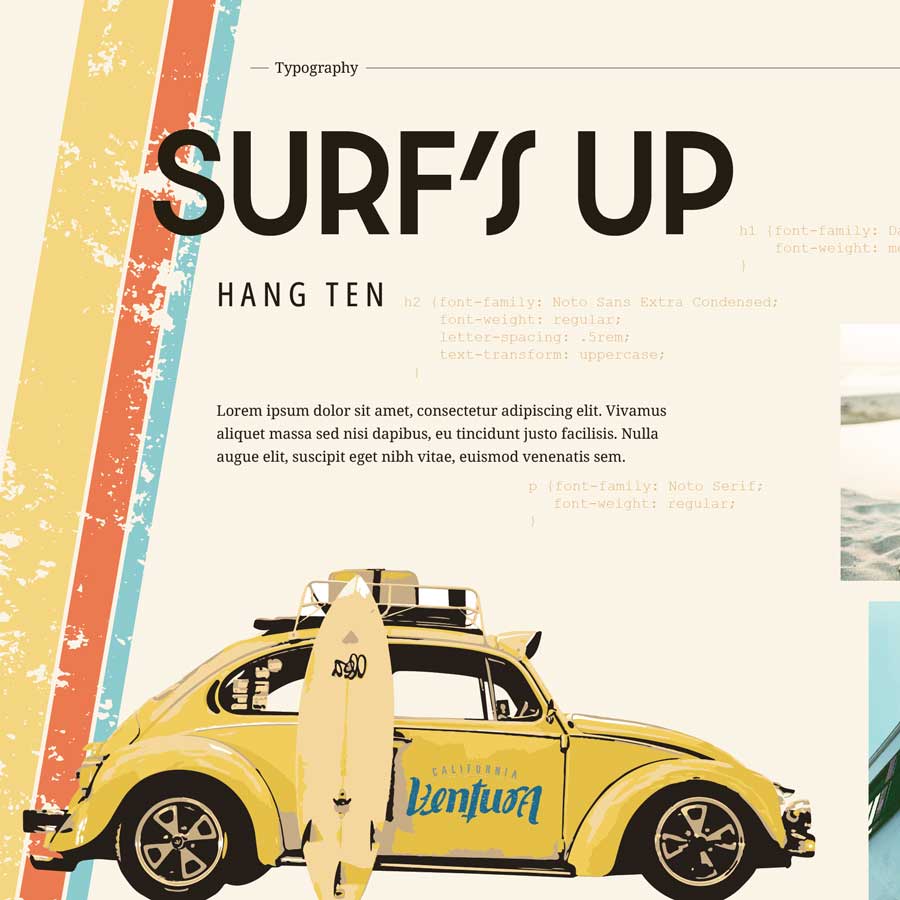 Typography
SURF'S UP
h1 {font-family: Da
font-weight: me
}
HANG TEN
h2 {font-family: Noto Sans Extra Condensed;
font-weight: regular;
letter-spacing: .5rem;
text-transform: uppercase;
}
Lorem ipsum dolor sit amet, consectetur adipiscing elit. Vivamus
aliquet massa sed nisi dapibus, eu tincidunt justo facilisis. Nulla
augue elit, suscipit eget nibh vitae, euismod venenatis sem.
p {font-family: Noto Serif;
font-weight: regular;
}
CALIFORNIA
Ventura